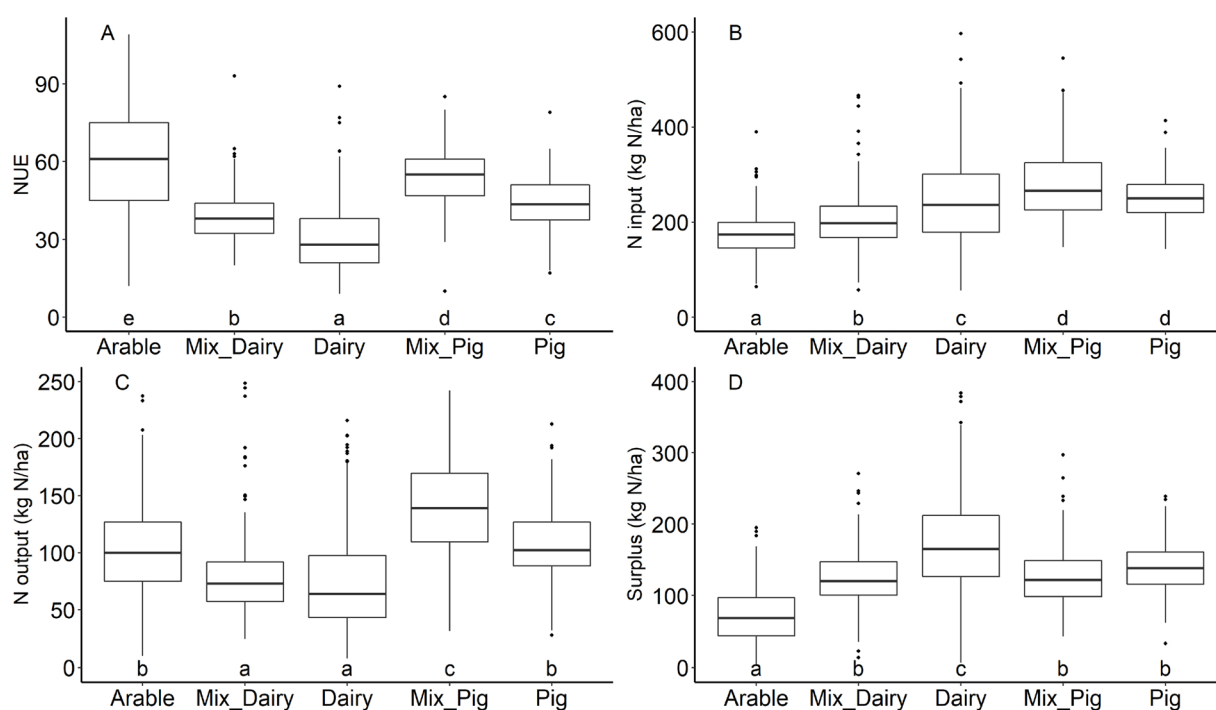 A
NUE
90
60
30
0
e b a d c
Arable Mix_Dairy Dairy Mix_Pig Pig
B
N input (kg N/ha)
600
400
200
0
a b c d d
Arable Mix_Dairy Dairy Mix_Pig Pig
C
N output (kg N/ha)
250
200
150
100
50
0
b a a c b
Arable Mix_Dairy Dairy Mix_Pig Pig
D
Surplus (kg N/ha)
400
300
200
100
0
a b c b b
Arable Mix_Dairy Dairy Mix_Pig Pig